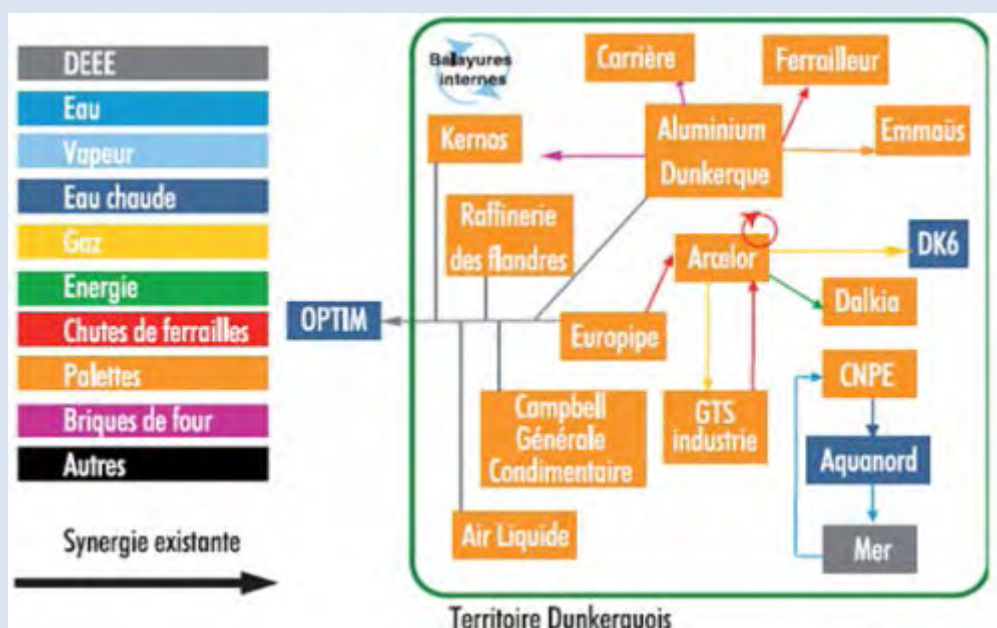 DEEE
Eau
Vapeur
Eau chaude
Gaz
Energie
Chutes de ferrailles
Palettes
Briques de four
Autres
Synergie existante
OPTIM
Balayures
internes
Carrière
Ferrailleur
Kernos
Aluminium
Dunkerque
Emmaüs
Raffinerie
des flandres
Arcelor
DK6
Dalkia
Europipe
CNPE
Campbell
Générale
Condimentaire
GTS
industrie
Aquanord
Air Liquide
Mer
Territoire Dunkerquois